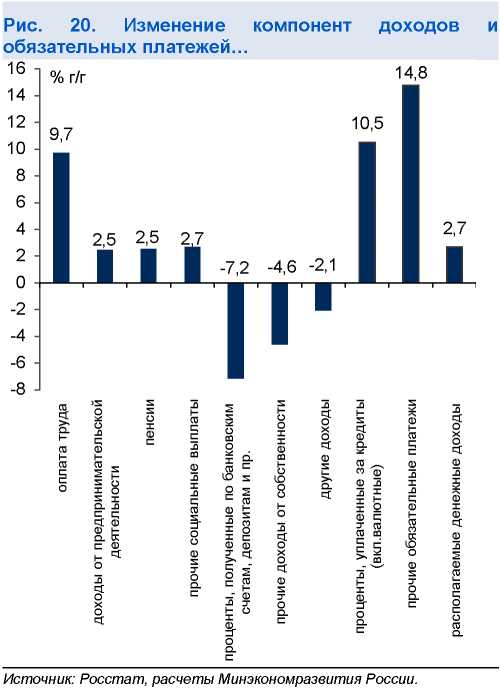 Рис. 20. Изменение компонент доходов и
обязательных платежей…
% г/г
16
14
12
10
8
6
4
2
0
-2
-4
-6
-8
9,7
2,5
2,5
2,7
-7,2
-4,6
-2,1
10,5
14,8
2,7
оплата труда
доходы от предпринимательской
деятельности
пенсии
прочие социальные выплаты
проценты, полученные по банковским
счетам, депозитам и пр.
прочие доходы от собственности
другие доходы
проценты, уплаченные за кредиты
(вкл.валютные)
прочие обязательные платежи
располагаемые денежные доходы
Источник: Росстат, расчеты Минэкономразвития России.